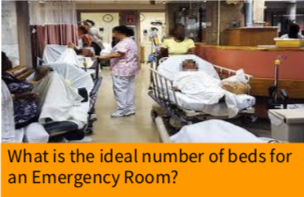 What is the ideal number of beds for
an Emergency Room?